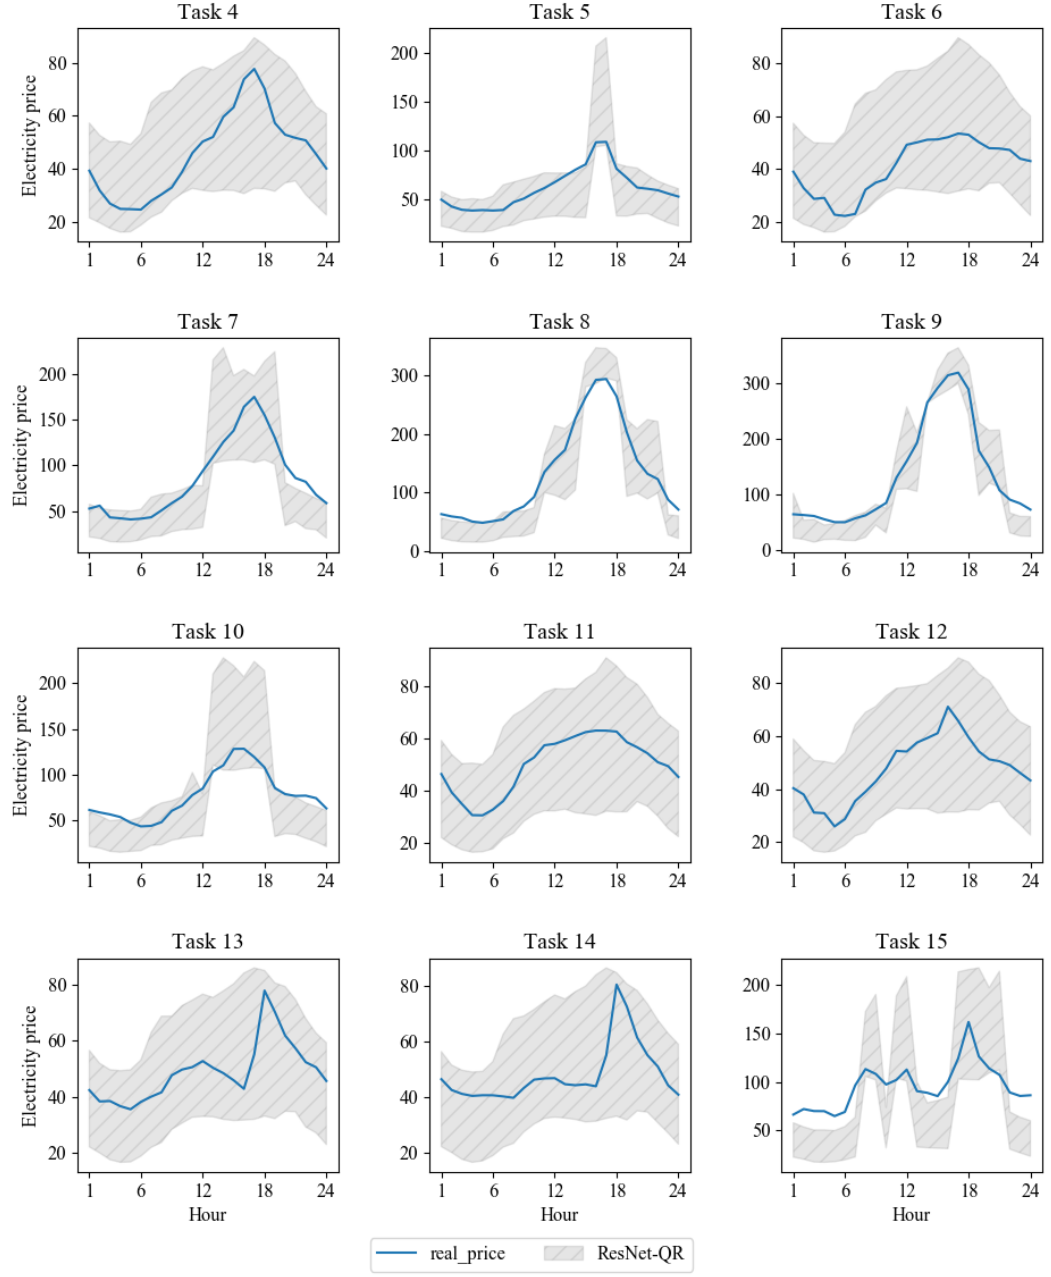 Task 4
Task 5
Task 6
Electricity price
80
60
40
20
200
150
100
50
80
60
40
20
1 6 12 18 24
1 6 12 18 24
1 6 12 18 24
Task 7
Task 8
Task 9
Electricity price
200
150
100
50
300
200
100
0
300
200
100
0
1 6 12 18 24
1 6 12 18 24
1 6 12 18 24
Task 10
Task 11
Task 12
Electricity price
200
150
100
50
80
60
40
20
80
60
40
20
1 6 12 18 24
1 6 12 18 24
1 6 12 18 24
Task 13
Task 14
Task 15
Electricity price
80
60
40
20
80
60
40
20
200
150
100
50
1 6 12 18 24
1 6 12 18 24
1 6 12 18 24
Hour
Hour
Hour
real_price
ResNet-QR